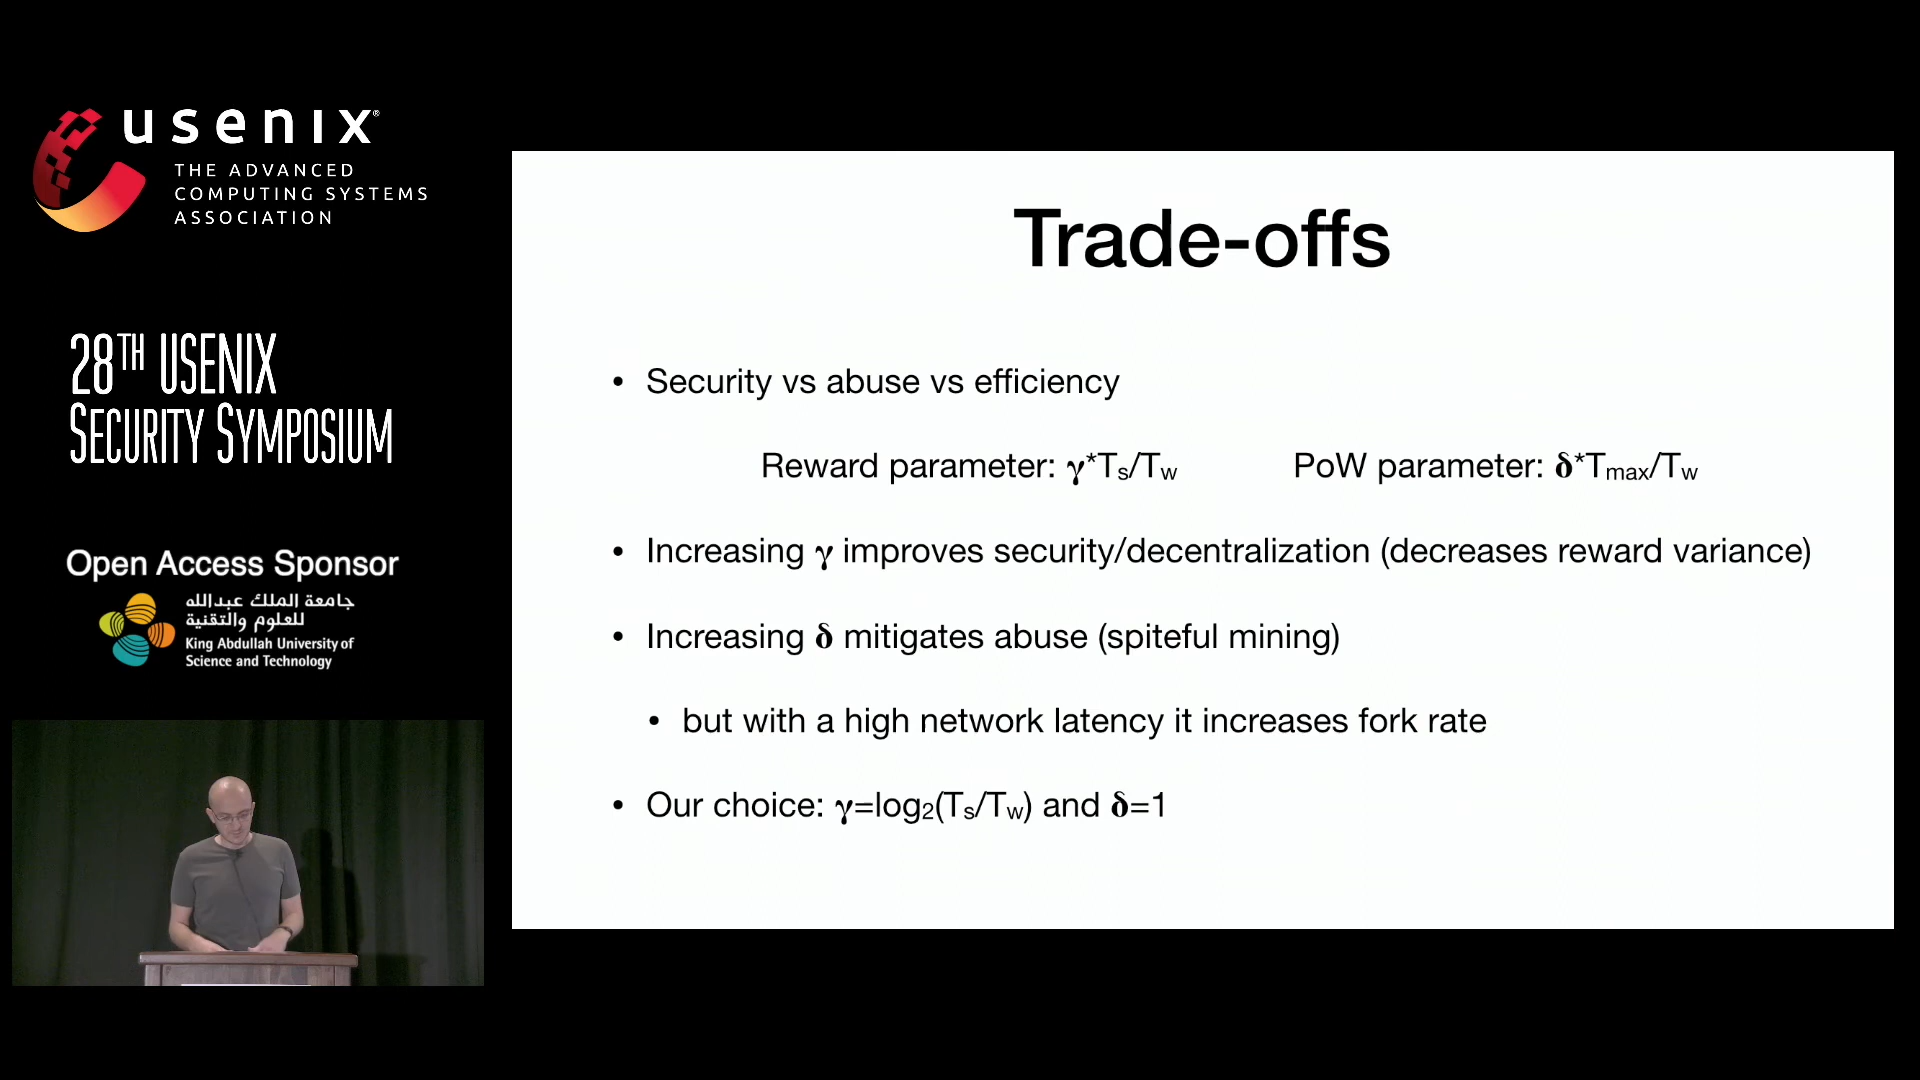 usenix®
THE ADVANCED
COMPUTING SYSTEMS
ASSOCIATION
28TH USENIX
SECURITY SYMPOSIUM
Open Access Sponsor
جامعة الملك عبدالله
للعلوم والتقنية
King Abdullah University of
Science and Technology
Trade-offs
• Security vs abuse vs efficiency
Reward parameter: γ*Ts/Tw PoW parameter: δ*Tmax/Tw
• Increasing γ improves security/decentralization (decreases reward variance)
• Increasing δ mitigates abuse (spiteful mining)
• but with a high network latency it increases fork rate
• Our choice: γ=log2(Ts/Tw) and δ=1